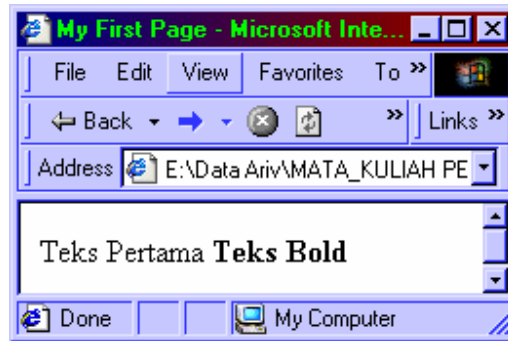 My First Page - Microsoft Inte...
File Edit View Favorites To »
Back » Links »
Address E:\Data Ariv\MATA_KULIAH PE
Teks Pertama Teks Bold
Done My Computer